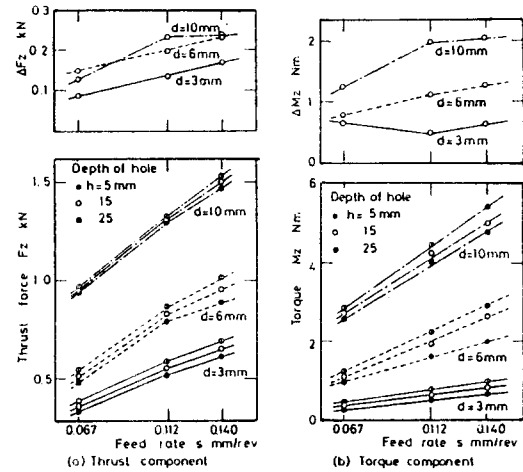 ΔFz kN
0.3
0.2
0.1
d=10mm
d=6mm
d=3mm
Thrust force Fz kN
1.5
1.0
0.5
Depth of hole
h= 5 mm
15
25
d=10mm
d=6mm
d=3mm
0.067
0.112
0.140
Feed rate s mm/rev
(a) Thrust component
ΔMz Nm
2
1
0
d=10mm
d=6mm
d=3mm
Torque Mz Nm
6
4
2
0
Depth of hole
h= 5 mm
15
25
d=10mm
d=6mm
d=3mm
0.067
0.112
0.140
Feed rate s mm/rev
(b) Torque component